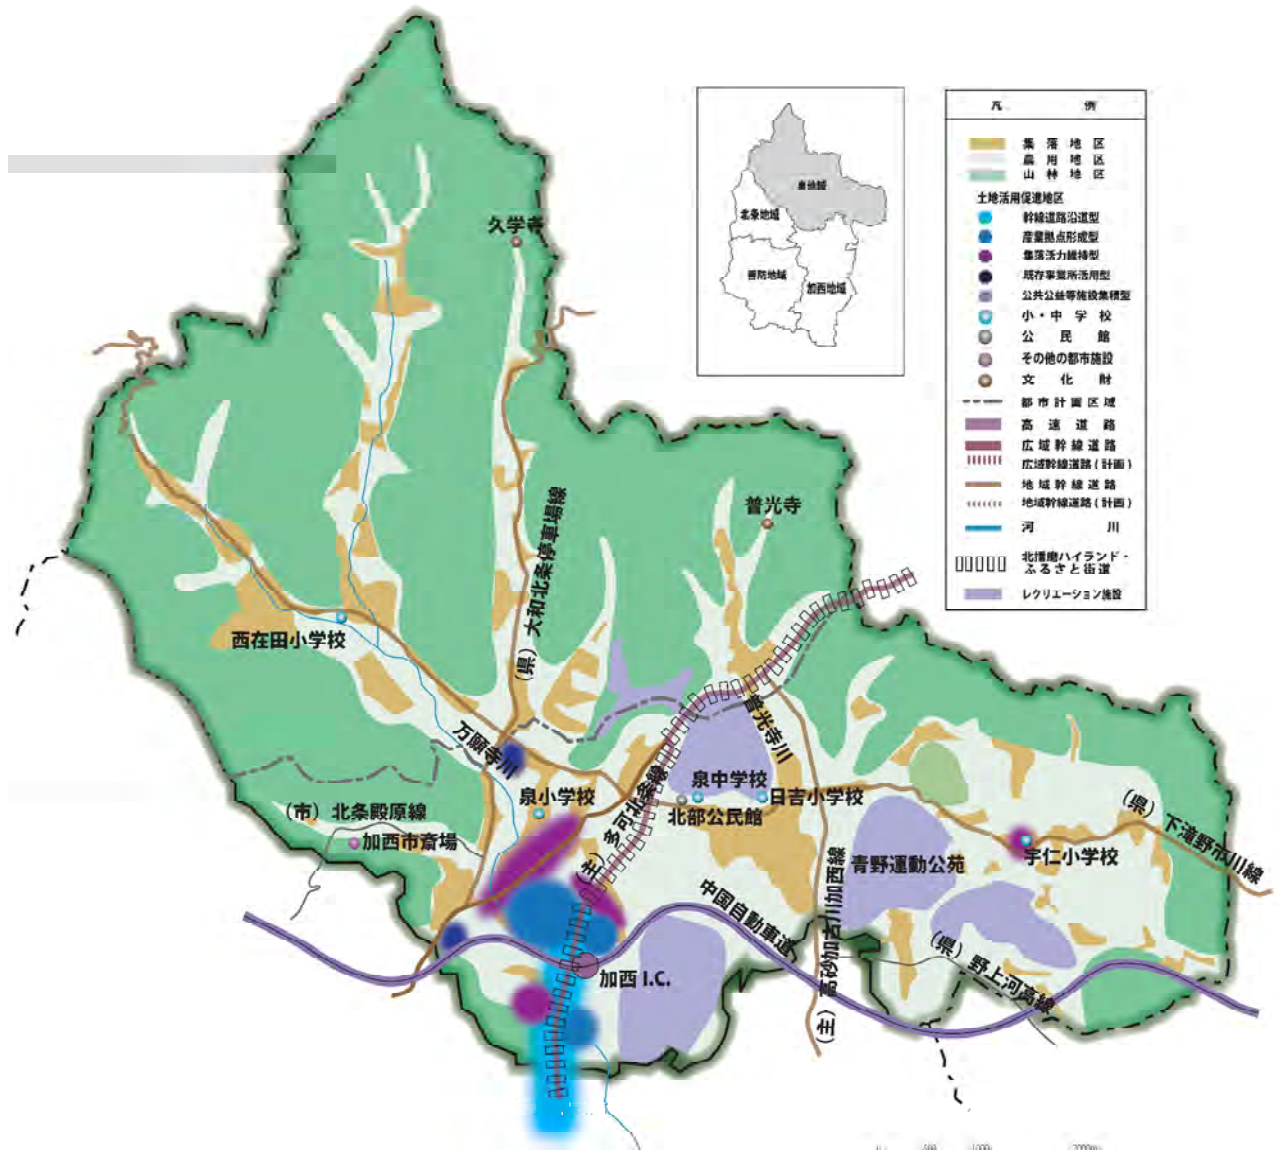 凡例
集落地区
農用地区
山林地区
土地活用促進地区
幹線道路沿道型
産業拠点形成型
集落活力維持型
既存事業所活用型
公共公益等施設集積型
小・中学校
公民館
その他の都市施設
文化財
都市計画区域
高速道路
広域幹線道路
広域幹線道路(計画)
地域幹線道路
地域幹線道路(計画)
河川
北播磨ハイランド・
ふるさと街道
レクリエーション施設
泉地域
北条地域
善防地域
加西地域
久学寺
普光寺
(県)大和北条停車場線
西在田小学校
万願寺川
普光寺川
泉中学校
泉小学校
日吉小学校
北部公民館
(主)多可北条線
(市)北条殿原線
加西市斎場
青野運動公苑
宇仁小学校
(県)下滝野市川線
中国自動車道
(主)高砂加古川加西線
(県)野上河高線
加西I.C.